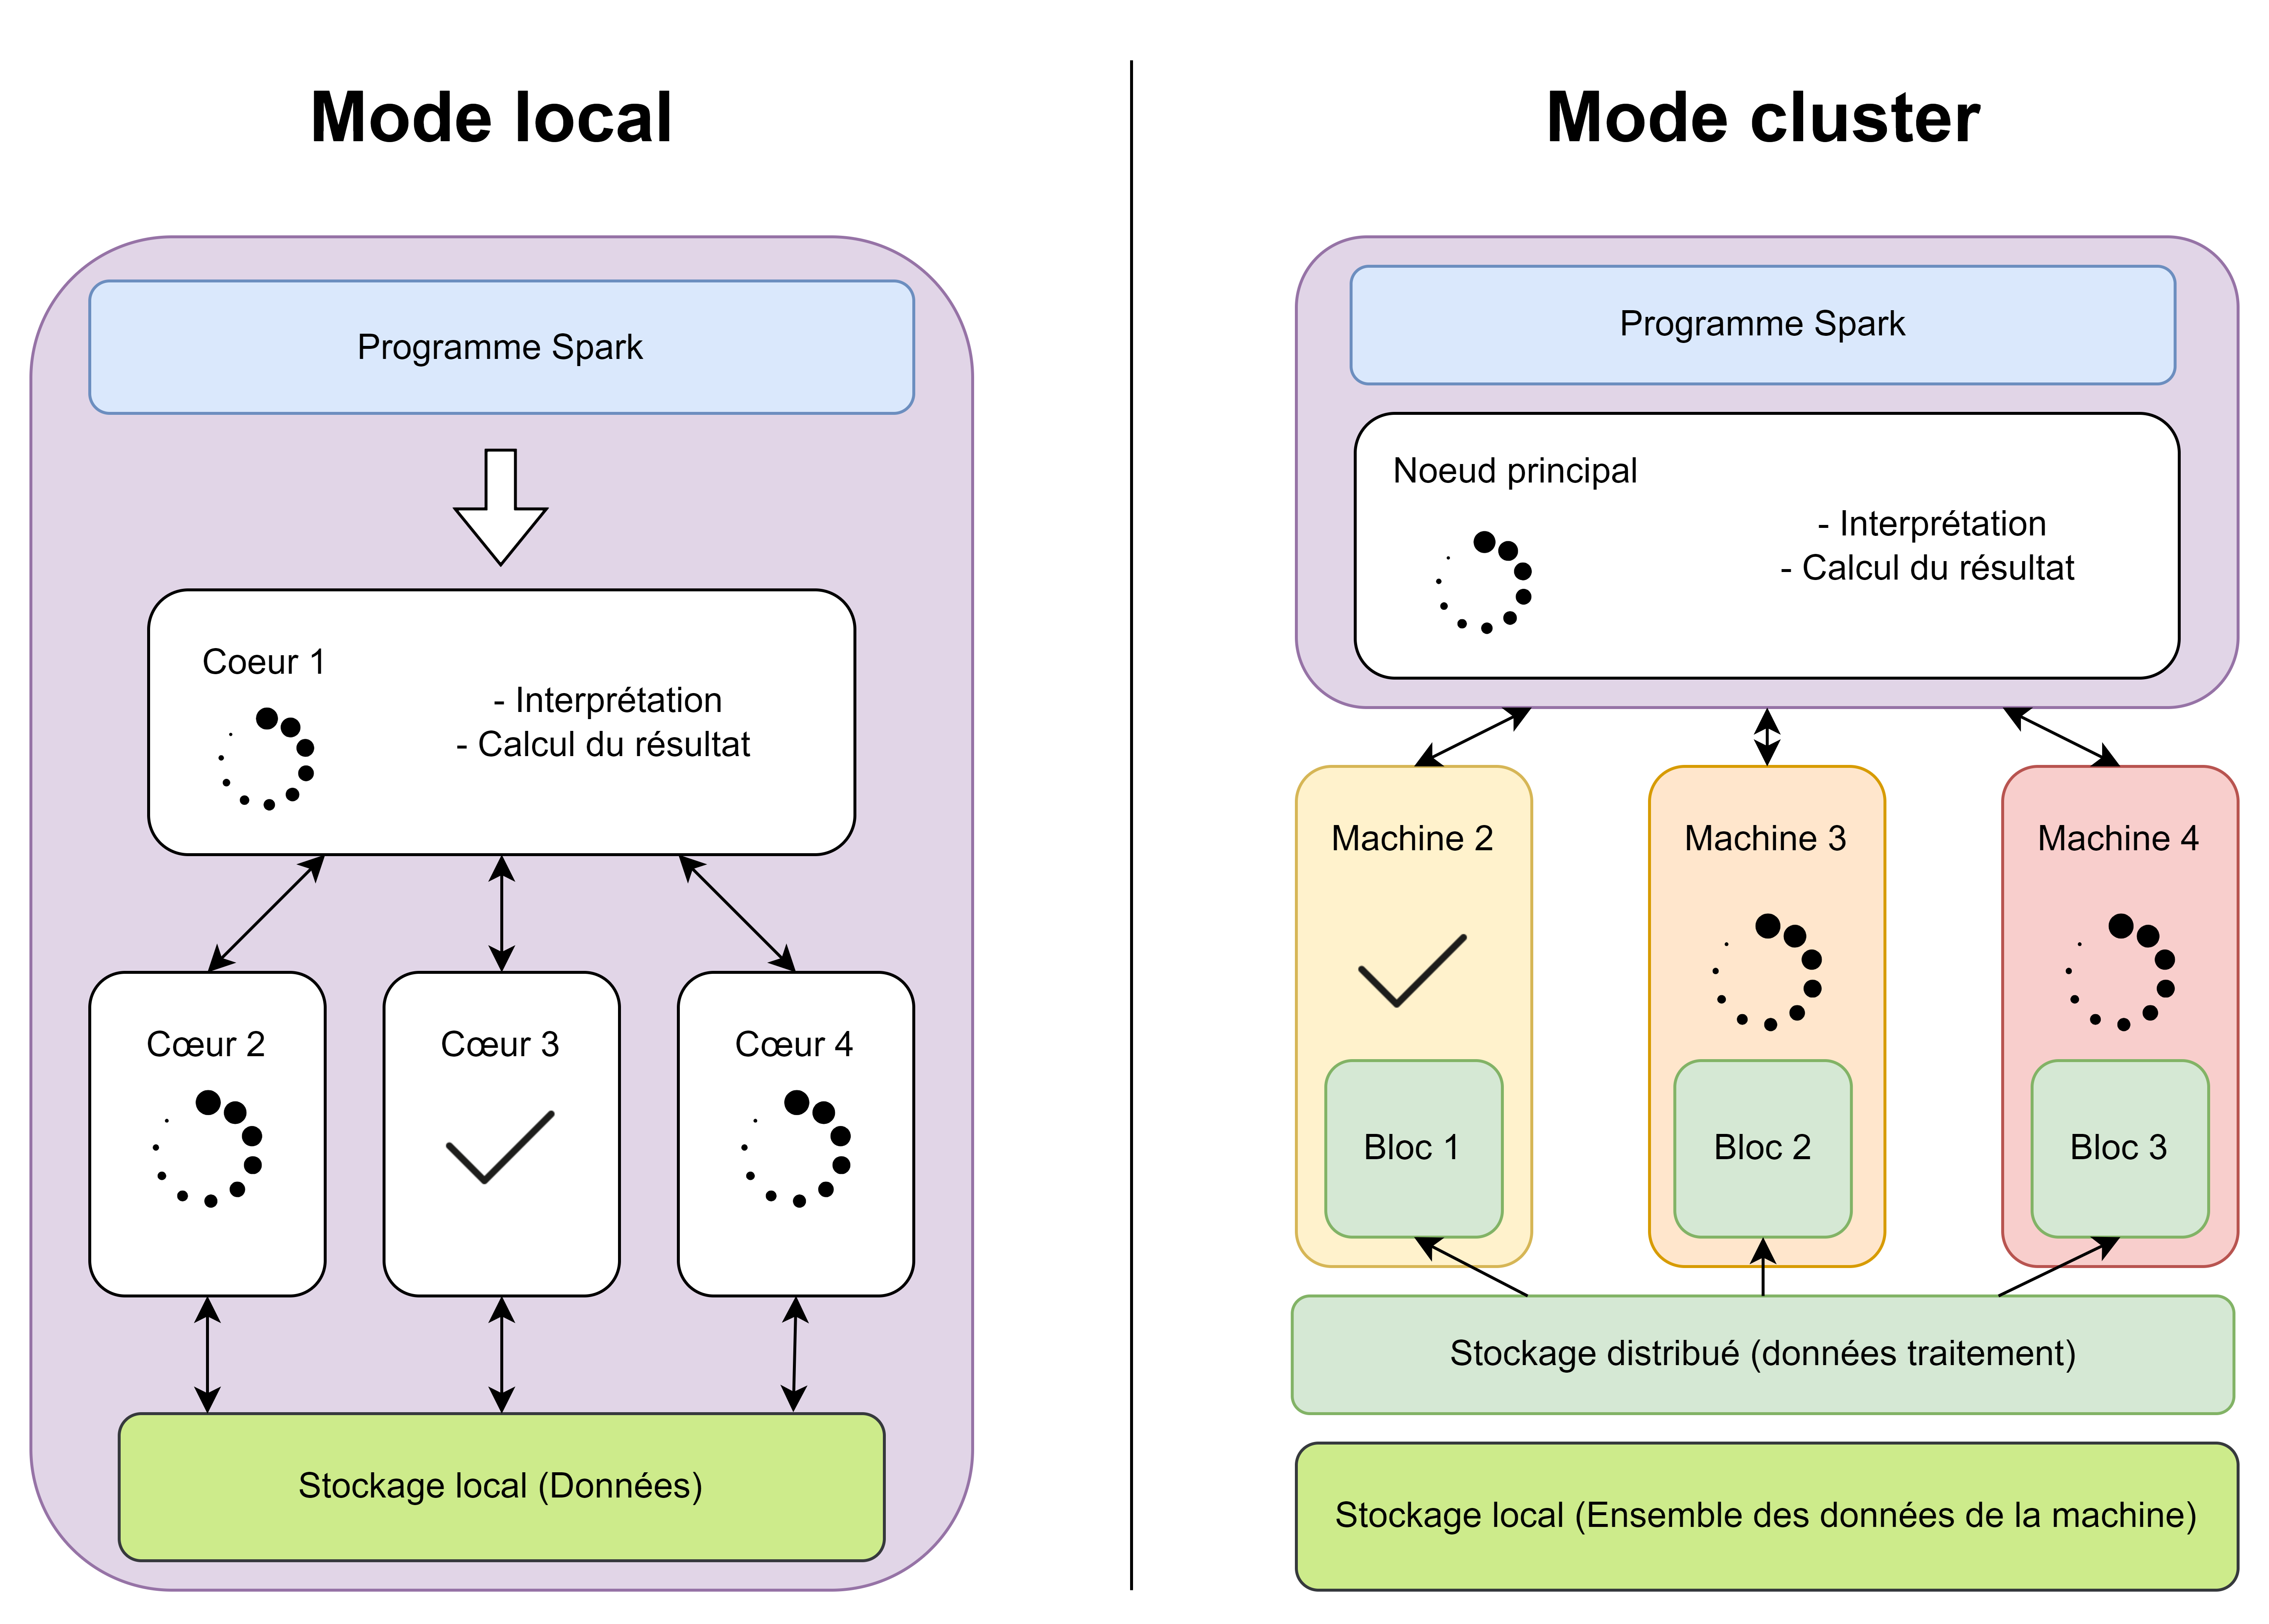 Mode local
Programme Spark
Coeur 1
- Interprétation
- Calcul du résultat
Cœur 2
Cœur 3
Cœur 4
Stockage local (Données)
Mode cluster
Programme Spark
Noeud principal
- Interprétation
- Calcul du résultat
Machine 2
Machine 3
Machine 4
Bloc 1
Bloc 2
Bloc 3
Stockage distribué (données traitement)
Stockage local (Ensemble des données de la machine)